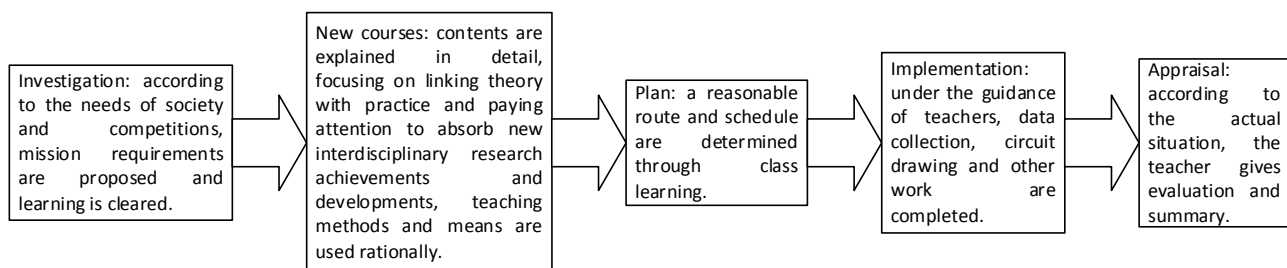 Investigation: according
to the needs of society
and competitions,
mission requirements
are proposed and
learning is cleared.
New courses: contents are
explained in detail,
focusing on linking theory
with practice and paying
attention to absorb new
interdisciplinary research
achievements and
developments, teaching
methods and means are
used rationally.
Plan: a reasonable
route and schedule
are determined
through class
learning.
Implementation:
under the guidance
of teachers, data
collection, circuit
drawing and other
work are
completed.
Appraisal:
according to
the actual
situation, the
teacher gives
evaluation and
summary.